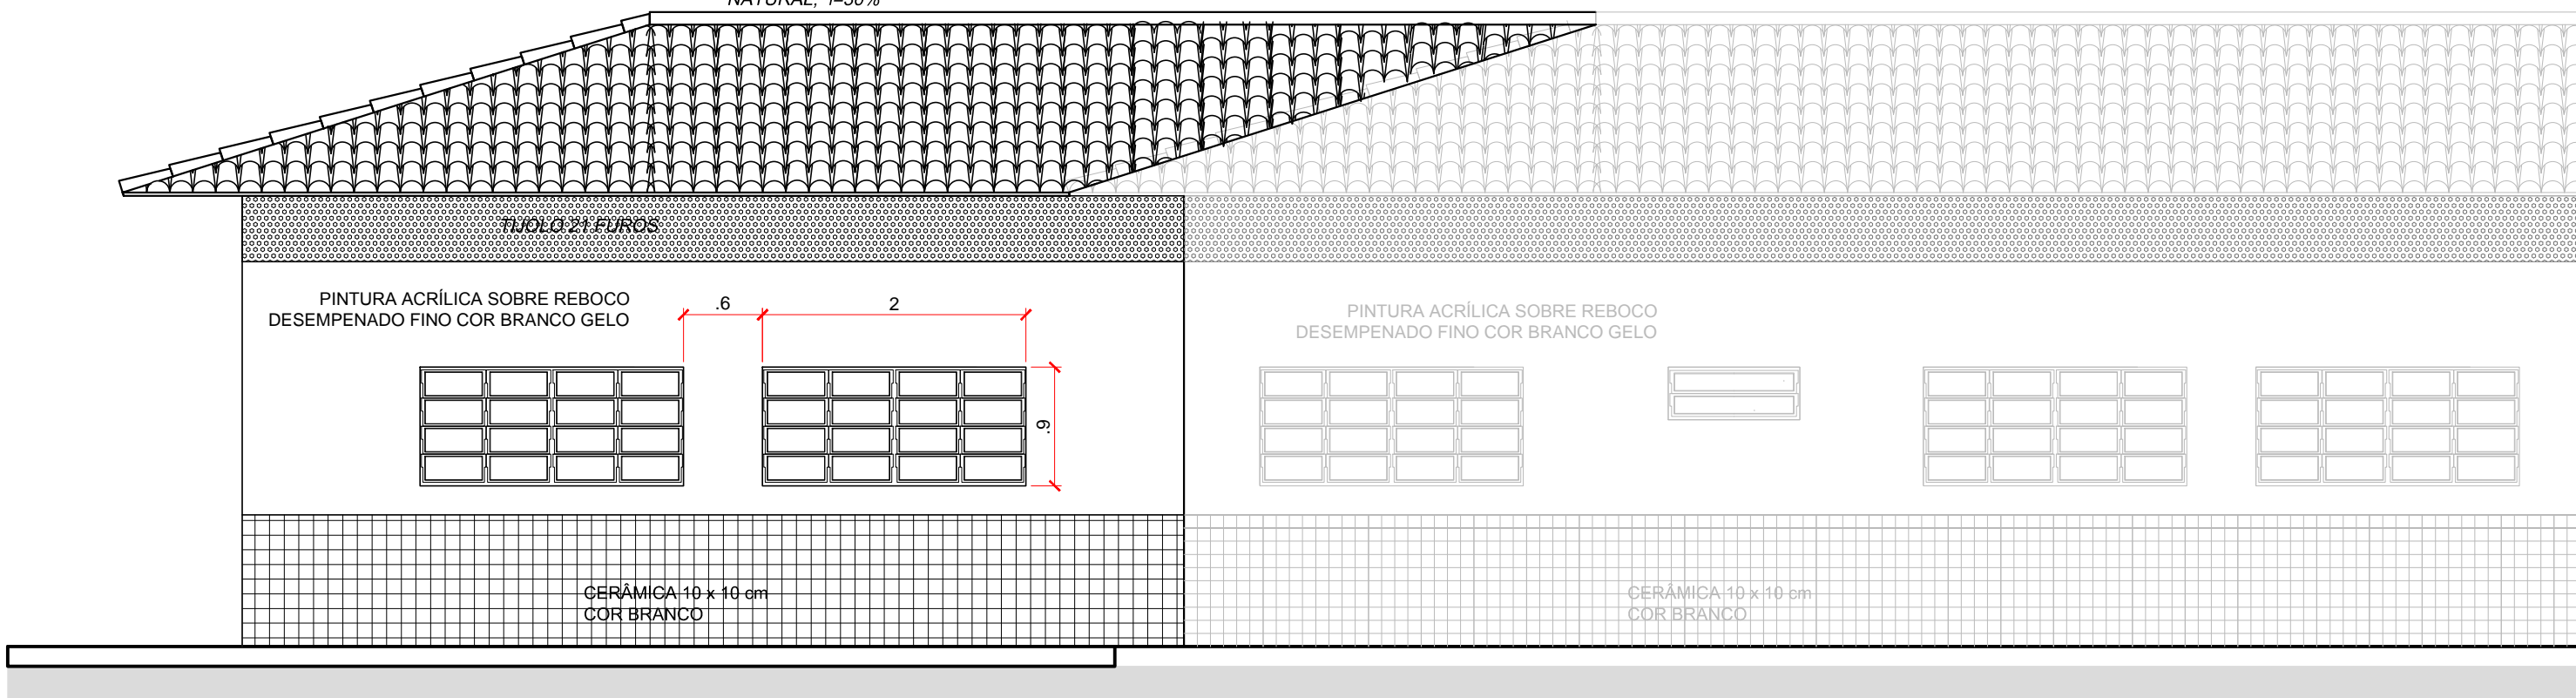 NATURAL, i=30%
TIJOLO 21 FUROS
PINTURA ACRÍLICA SOBRE REBOCO
DESEMPENADO FINO COR BRANCO GELO
.6
2
.9
PINTURA ACRÍLICA SOBRE REBOCO
DESEMPENADO FINO COR BRANCO GELO
CERÂMICA 10 x 10 cm
COR BRANCO
CERÂMICA 10 x 10 cm
COR BRANCO